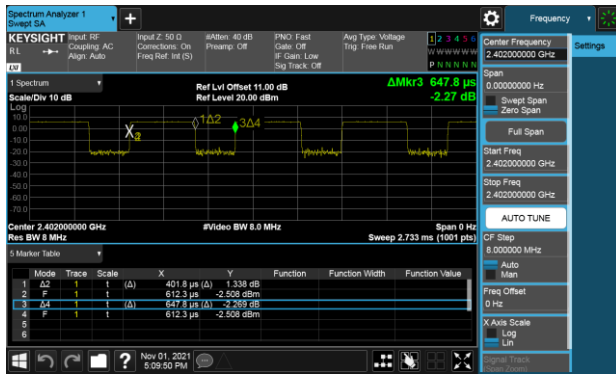 Spectrum Analyzer 1
Swept SA
+
Frequency
KEYSIGHT
RL
LXI
Input: RF
Coupling: AC
Align: Auto
Input Z: 50 Ω
Corrections: On
Freq Ref: Int (S)
#Atten: 40 dB
Preamp: Off
PNO: Fast
Gate: Off
IF Gain: Low
Sig Track: Off
Avg Type: Voltage
Trig: Free Run
1 2 3 4 5 6
W W W W W W
P N N N N N
1 Spectrum
Scale/Div 10 dB
Log
Ref Lvl Offset 11.00 dB
Ref Level 20.00 dBm
ΔMkr3 647.8 µs
-2.27 dB
10.0
0.00
-10.0
-20.0
-30.0
-40.0
-50.0
-60.0
-70.0
1Δ2
3Δ4
Center 2.402000000 GHz
Res BW 8 MHz
#Video BW 8.0 MHz
Span 0 Hz
Sweep 2.733 ms (1001 pts)
5 Marker Table
Mode Trace Scale X Y Function Function Width Function Value
1 Δ2 1 t (Δ) 401.8 µs (Δ) 1.338 dB
2 F 1 t 612.3 µs -2.508 dBm
3 Δ4 1 t (Δ) 647.8 µs (Δ) -2.269 dB
4 F 1 t 612.3 µs -2.508 dBm
5
6
?
Nov 01, 2021
5:09:50 PM
Settings
Center Frequency
2.402000000 GHz
Span
0.00000000 Hz
Swept Span
Zero Span
Full Span
Start Freq
2.402000000 GHz
Stop Freq
2.402000000 GHz
AUTO TUNE
CF Step
8.000000 MHz
Auto
Man
Freq Offset
0 Hz
X Axis Scale
Log
Lin
Signal Track
(Span Zoom)